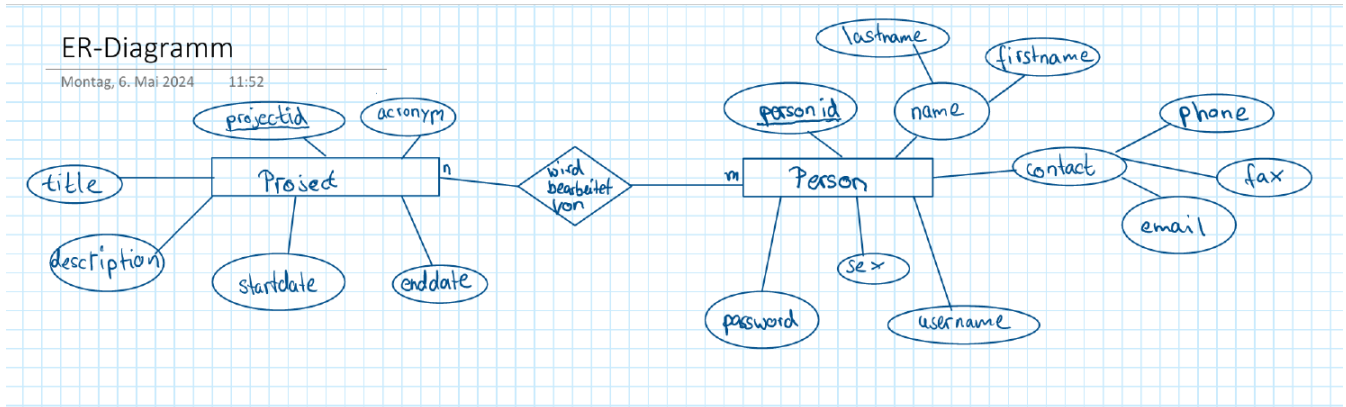 ER-Diagramm
Montag, 6. Mai 2024 11:52
lastname
firstname
projectid
acronym
personid
name
phone
title
Project
n
wird
bearbeitet
von
m
Person
contact
fax
description
email
startdate
enddate
sex
password
username